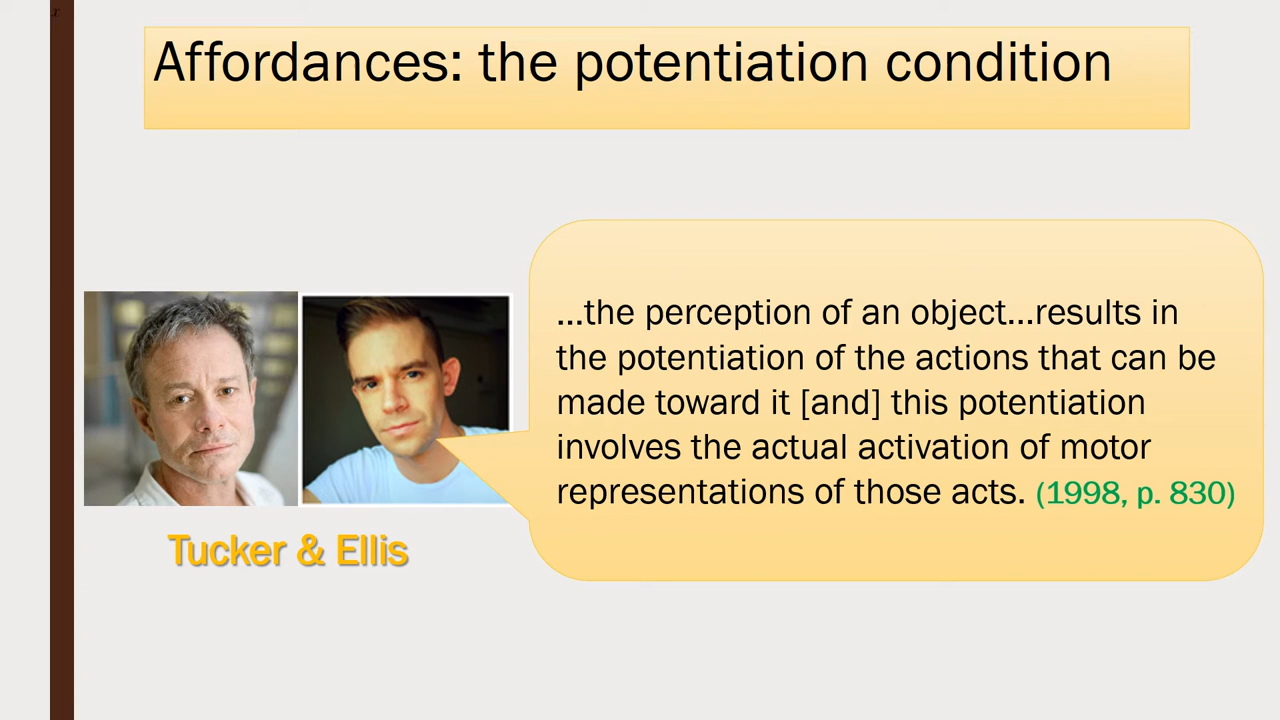 x
Affordances: the potentiation condition
...the perception of an object...results in
the potentiation of the actions that can be
made toward it [and] this potentiation
involves the actual activation of motor
representations of those acts. (1998, p. 830)
Tucker & Ellis